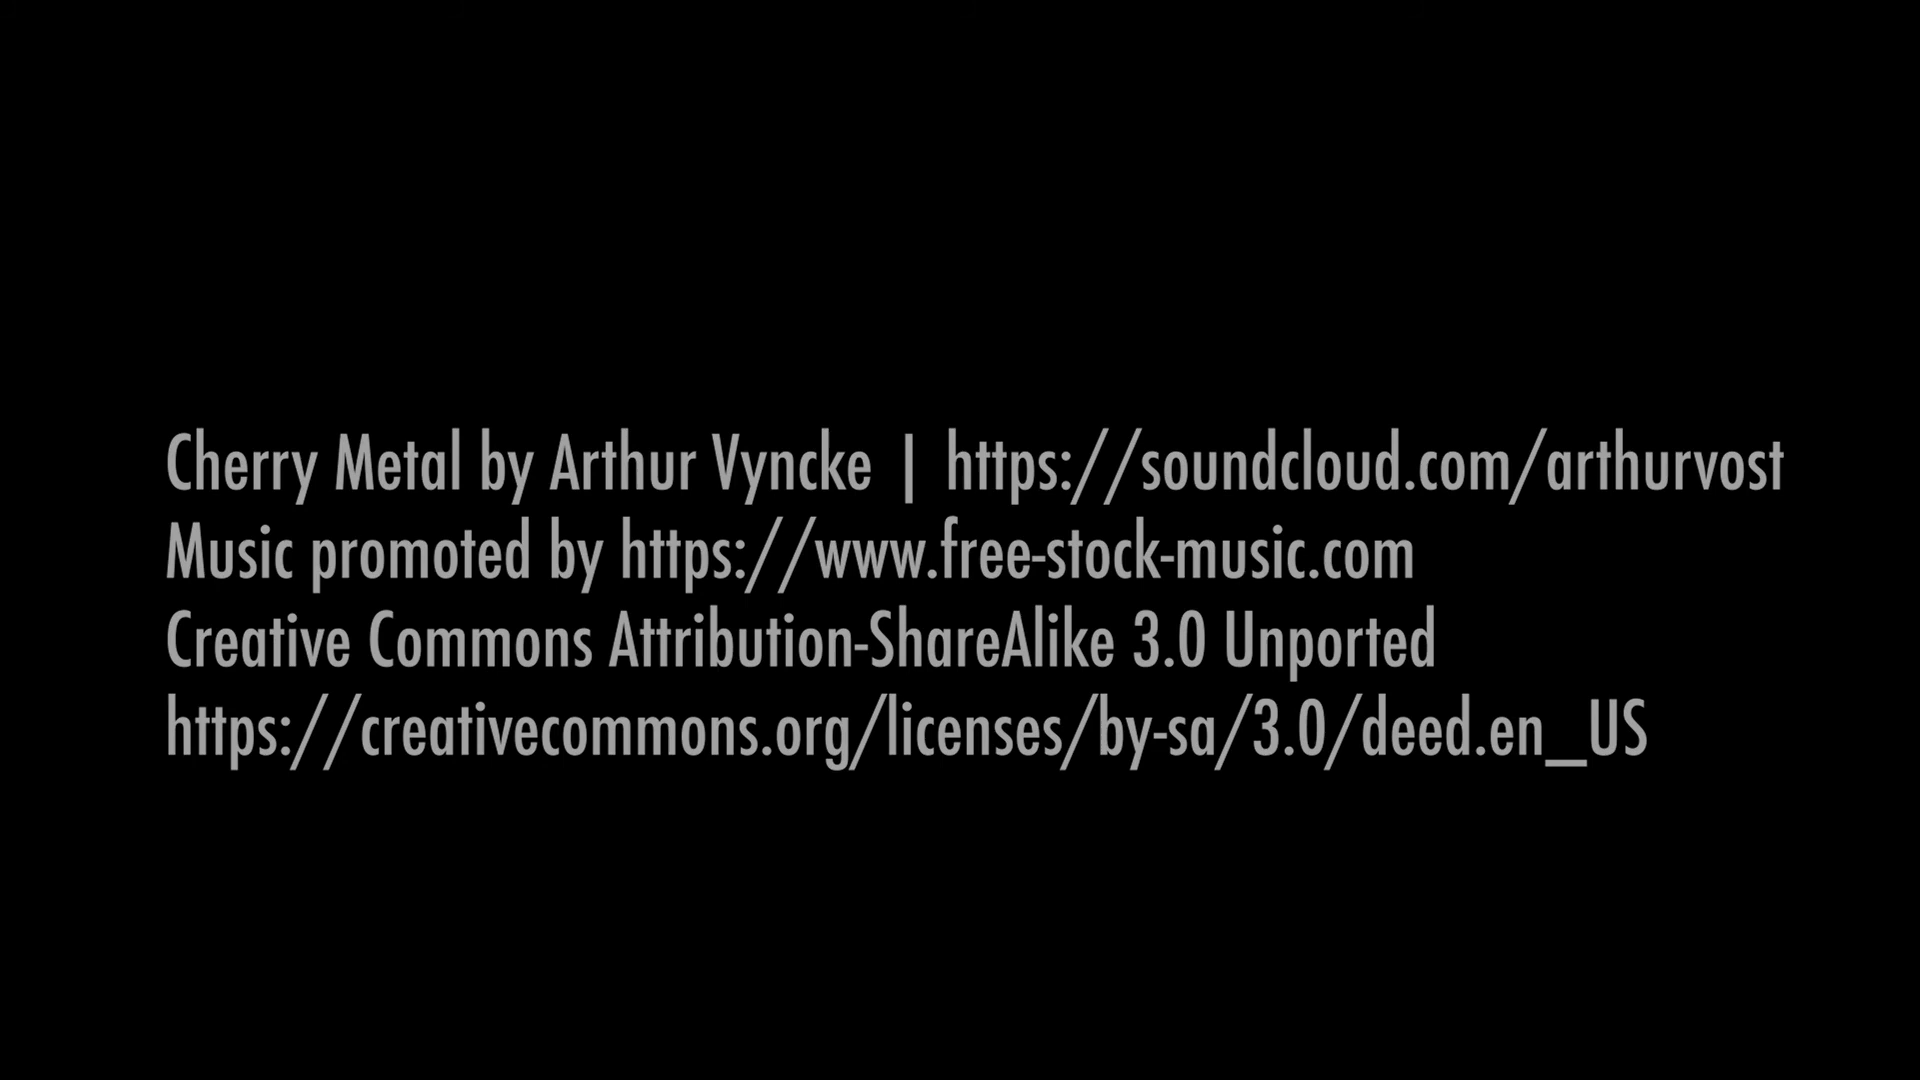 Cherry Metal by Arthur Vyncke | https://soundcloud.com/arthurvost
Music promoted by https://www.free-stock-music.com
Creative Commons Attribution-ShareAlike 3.0 Unported
https://creativecommons.org/licenses/by-sa/3.0/deed.en_US